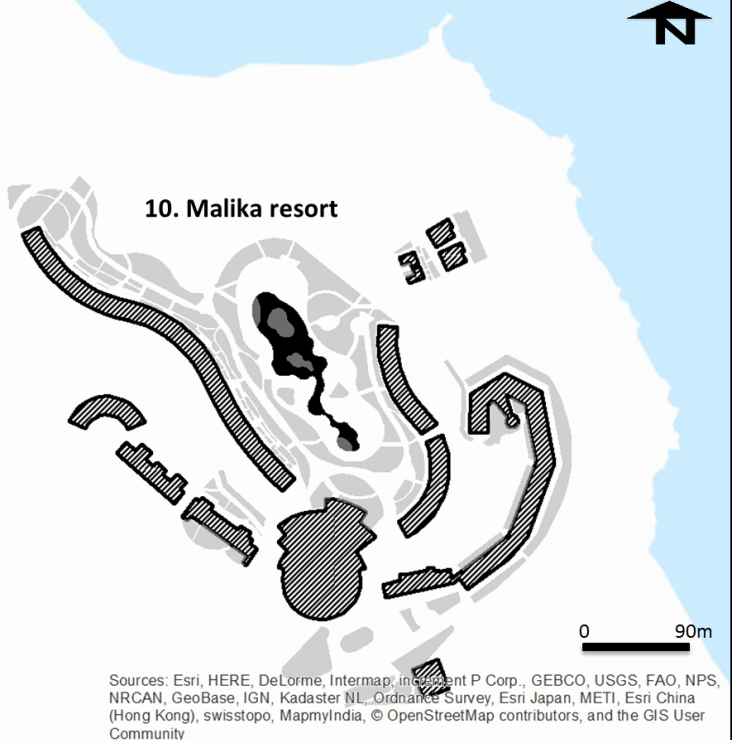 N
10. Malika resort
0 90m
Sources: Esri, HERE, DeLorme, Intermap, increment P Corp., GEBCO, USGS, FAO, NPS,
NRCAN, GeoBase, IGN, Kadaster NL, Ordnance Survey, Esri Japan, METI, Esri China
(Hong Kong), swisstopo, MapmyIndia, © OpenStreetMap contributors, and the GIS User
Community